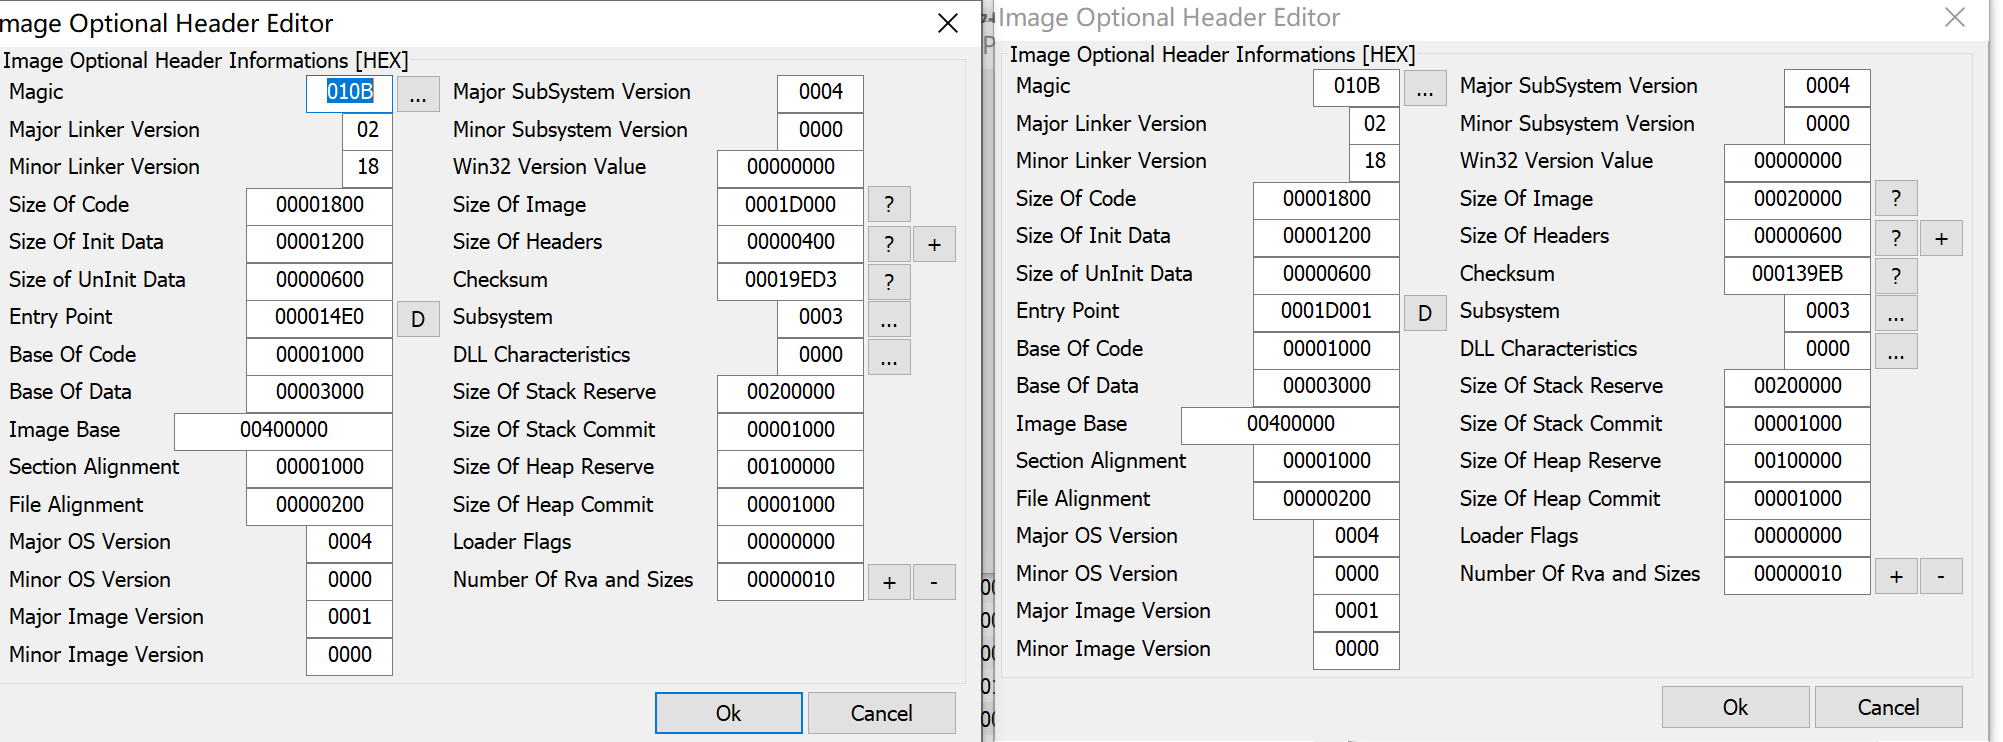 mage Optional Header Editor
Image Optional Header Informations [HEX]
Magic 010B ... Major SubSystem Version 0004
Major Linker Version 02 Minor Subsystem Version 0000
Minor Linker Version 18 Win32 Version Value 00000000
Size Of Code 00001800 Size Of Image 0001D000 ?
Size Of Init Data 00001200 Size Of Headers 00000400 ? +
Size of UnInit Data 00000600 Checksum 00019ED3 ?
Entry Point 000014E0 D Subsystem 0003 ...
Base Of Code 00001000 DLL Characteristics 0000 ...
Base Of Data 00003000 Size Of Stack Reserve 00200000
Image Base 00400000 Size Of Stack Commit 00001000
Section Alignment 00001000 Size Of Heap Reserve 00100000
File Alignment 00000200 Size Of Heap Commit 00001000
Major OS Version 0004 Loader Flags 00000000
Minor OS Version 0000 Number Of Rva and Sizes 00000010 + -
Major Image Version 0001
Minor Image Version 0000
Ok Cancel
Image Optional Header Editor
Image Optional Header Informations [HEX]
Magic 010B ... Major SubSystem Version 0004
Major Linker Version 02 Minor Subsystem Version 0000
Minor Linker Version 18 Win32 Version Value 00000000
Size Of Code 00001800 Size Of Image 00020000 ?
Size Of Init Data 00001200 Size Of Headers 00000600 ? +
Size of UnInit Data 00000600 Checksum 000139EB ?
Entry Point 0001D001 D Subsystem 0003 ...
Base Of Code 00001000 DLL Characteristics 0000 ...
Base Of Data 00003000 Size Of Stack Reserve 00200000
Image Base 00400000 Size Of Stack Commit 00001000
Section Alignment 00001000 Size Of Heap Reserve 00100000
File Alignment 00000200 Size Of Heap Commit 00001000
Major OS Version 0004 Loader Flags 00000000
Minor OS Version 0000 Number Of Rva and Sizes 00000010 + -
Major Image Version 0001
Minor Image Version 0000
Ok Cancel